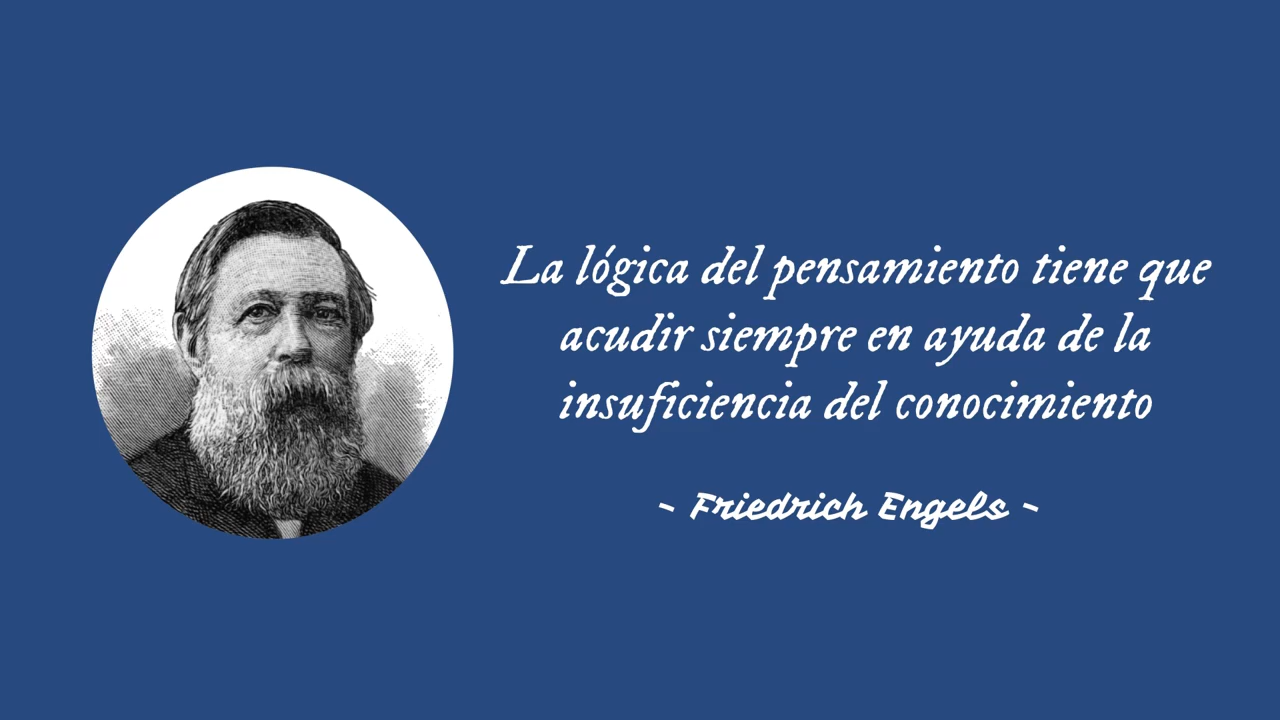 La lógica del pensamiento tiene que
acudir siempre en ayuda de la
insuficiencia del conocimiento
~ Friedrich Engels ~